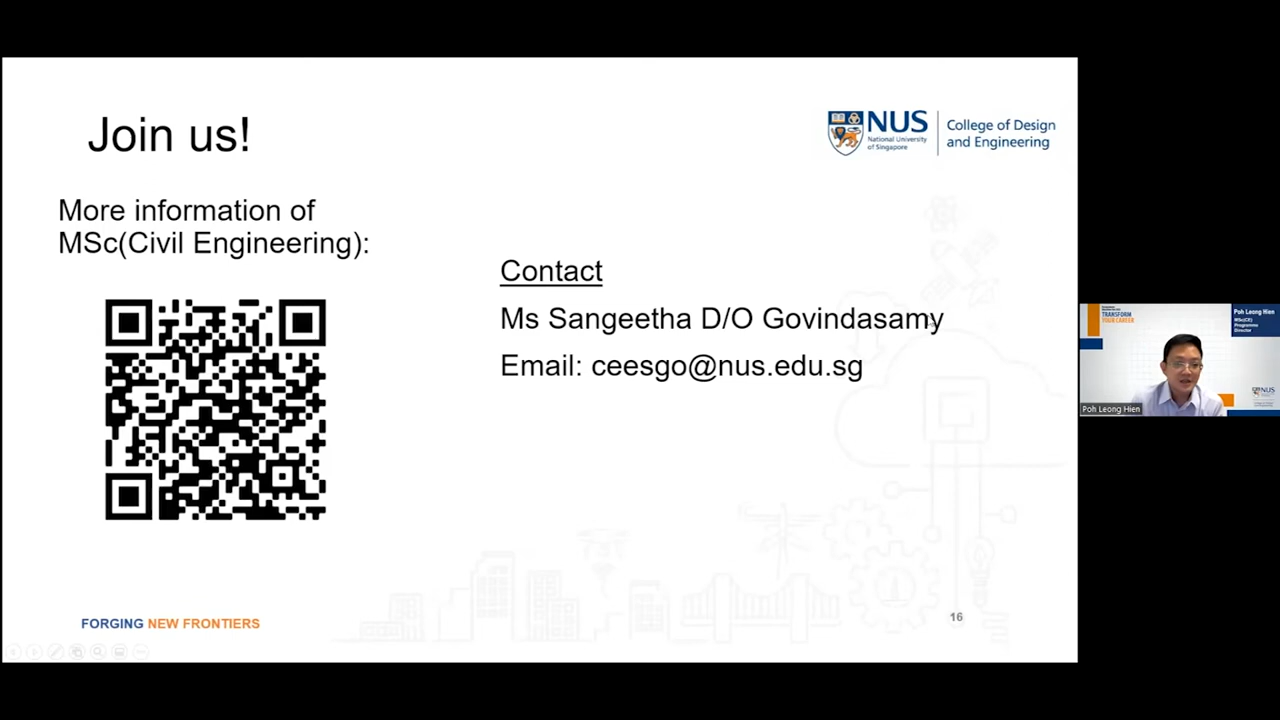 Join us!
NUS
National University
of Singapore
College of Design
and Engineering
More information of
MSc(Civil Engineering):
Contact
Ms Sangeetha D/O Govindasamy
Email: ceesgo@nus.edu.sg
FORGING NEW FRONTIERS
16
TRANSFORM
YOUR CAREER
Poh Leong Hien
MSc(CE)
Programme
Director
NUS
Poh Leong Hien